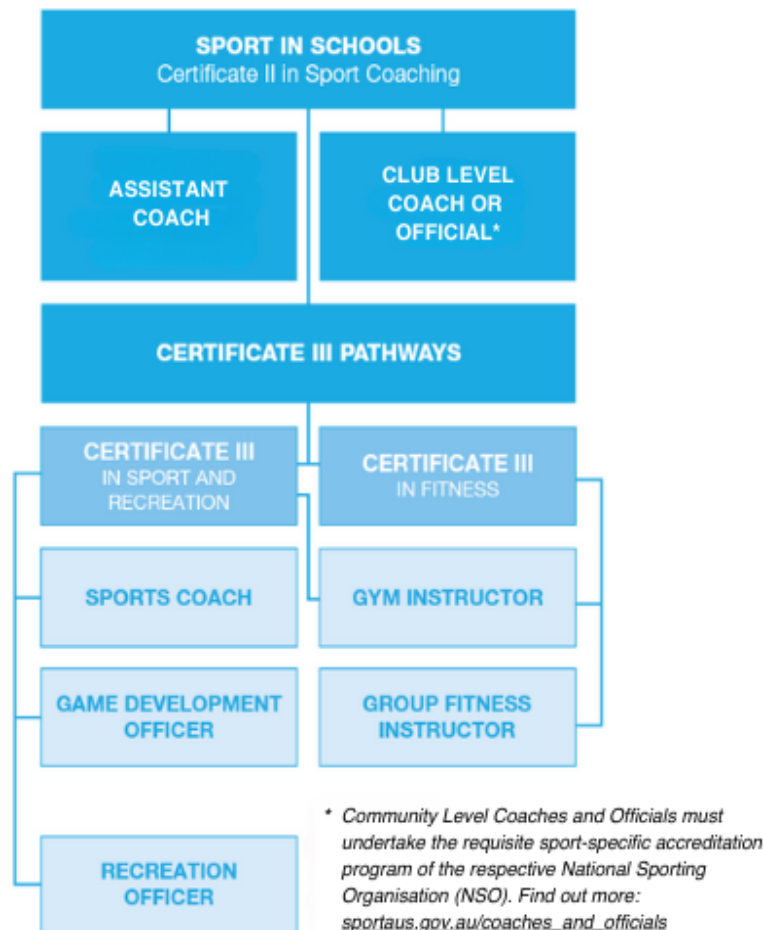 SPORT IN SCHOOLS
Certificate II in Sport Coaching
ASSISTANT
COACH
CLUB LEVEL
COACH OR
OFFICIAL*
CERTIFICATE III PATHWAYS
CERTIFICATE III
IN SPORT AND
RECREATION
CERTIFICATE III
IN FITNESS
SPORTS COACH
GYM INSTRUCTOR
GAME DEVELOPMENT
OFFICER
GROUP FITNESS
INSTRUCTOR
RECREATION
OFFICER
* Community Level Coaches and Officials must
undertake the requisite sport-specific accreditation
program of the respective National Sporting
Organisation (NSO). Find out more:
sportaus.gov.au/coaches_and_officials